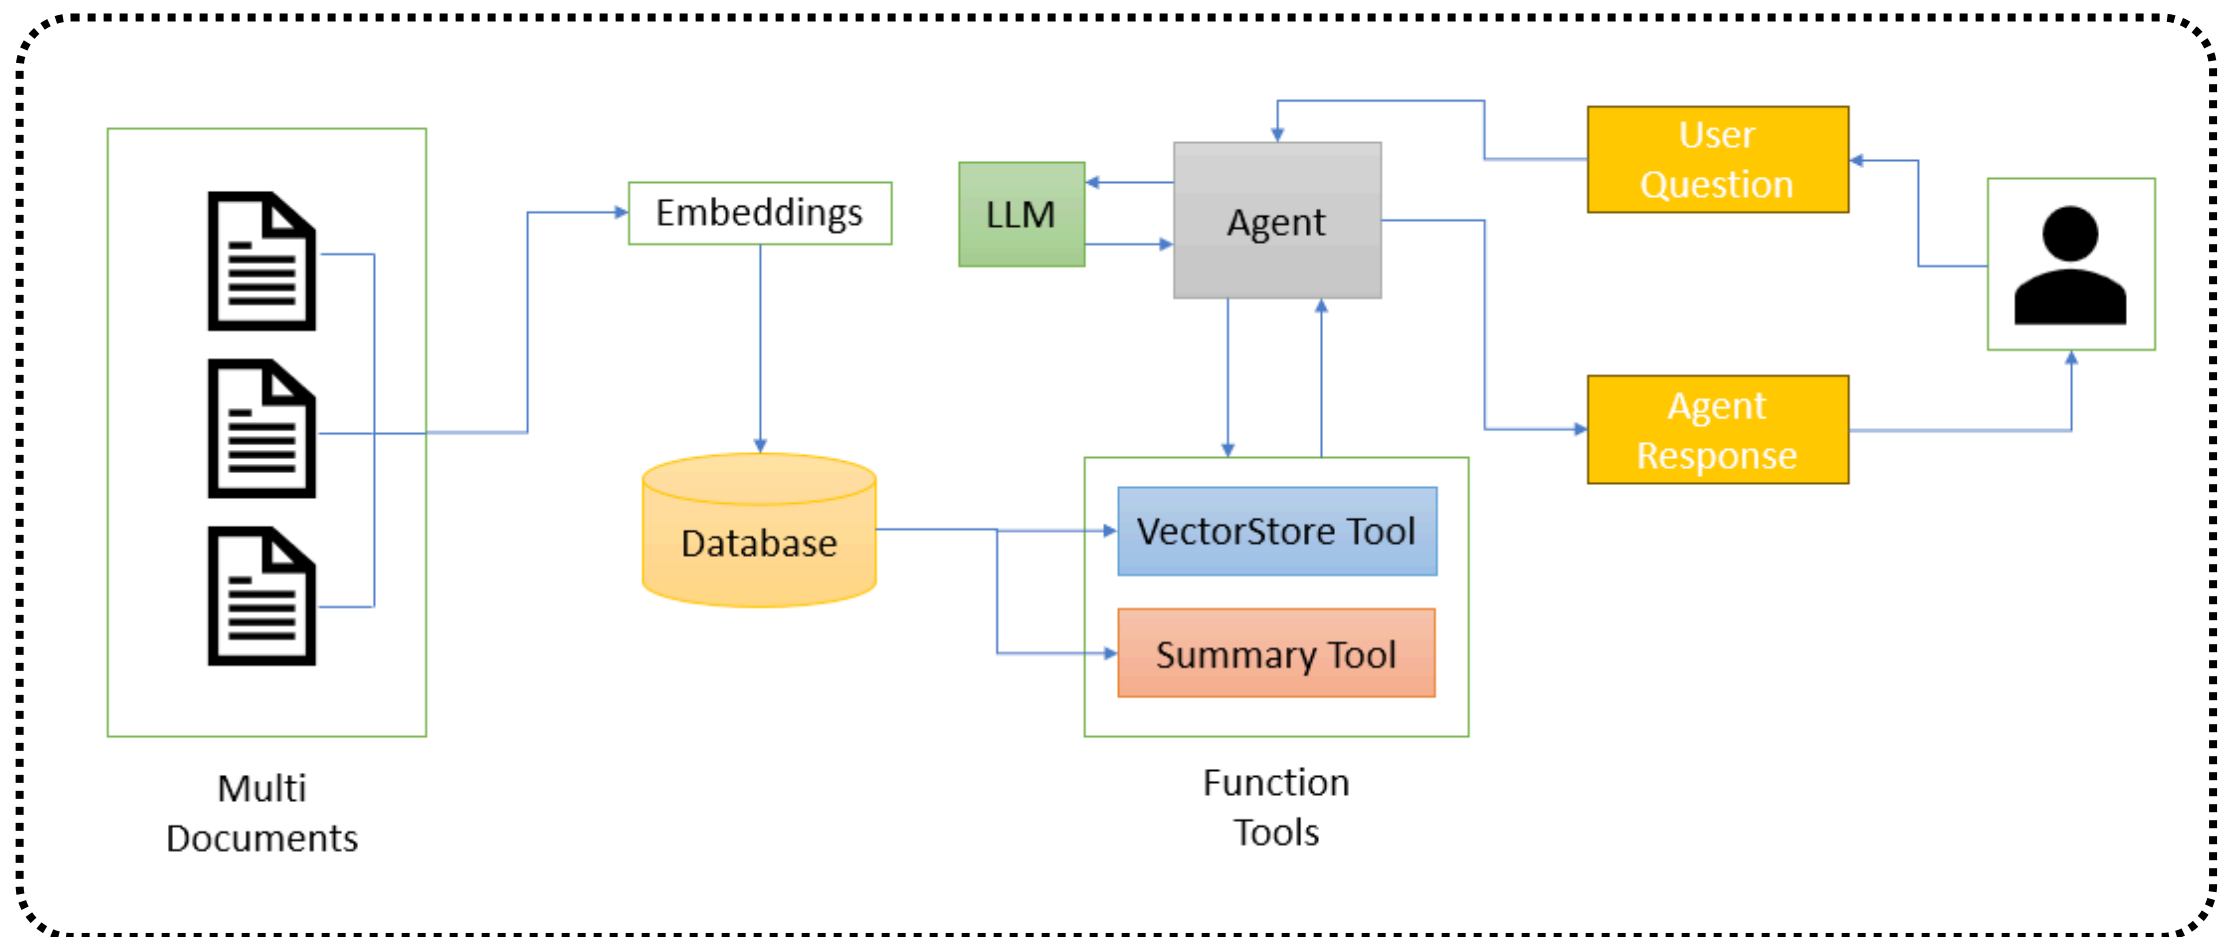 Multi
Documents
Embeddings
Database
LLM
Agent
VectorStore Tool
Summary Tool
Function
Tools
User
Question
Agent
Response